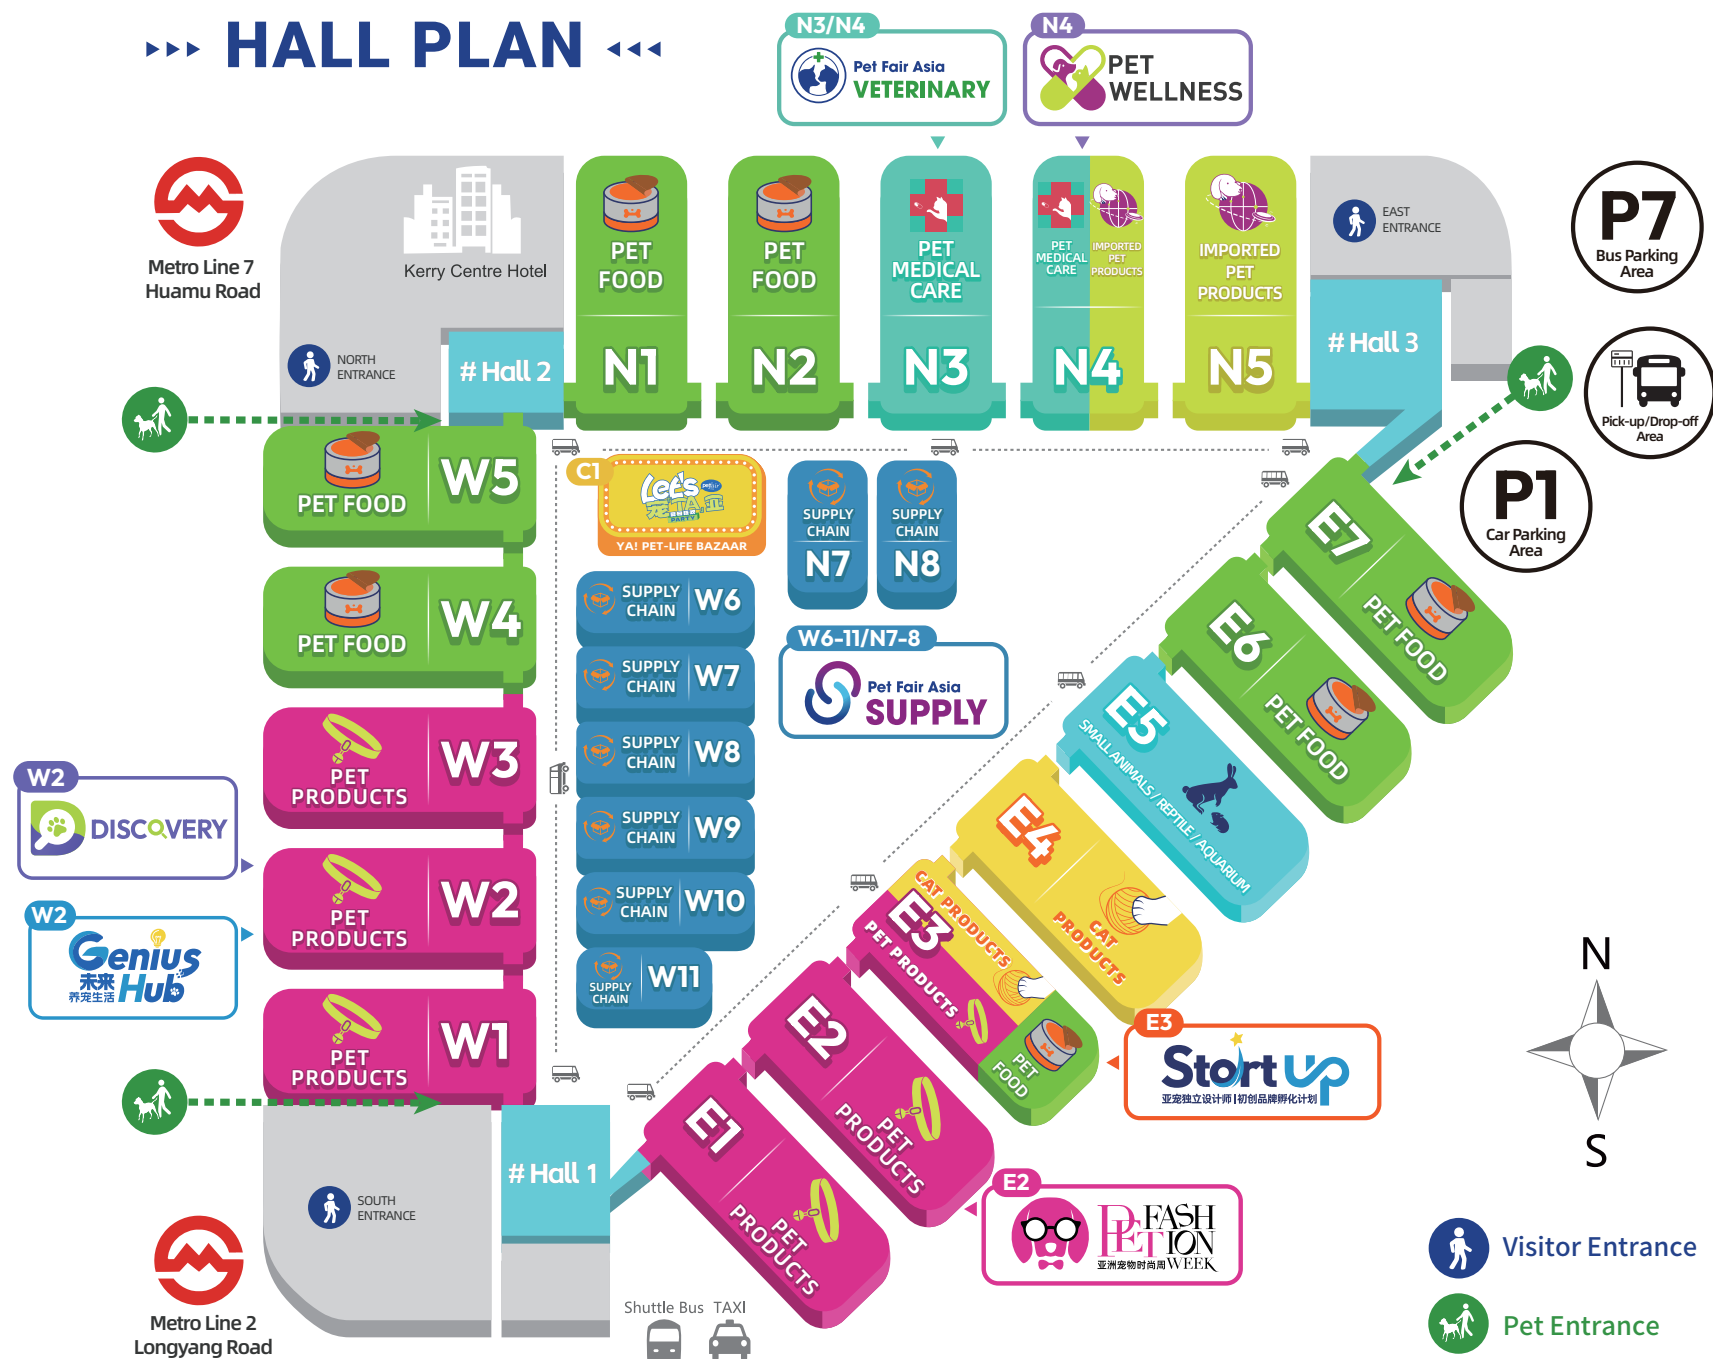 HALL PLAN
N3/N4
Pet Fair Asia
VETERINARY
N4
PET
WELLNESS
Metro Line 7
Huamu Road
Kerry Centre Hotel
NORTH
ENTRANCE
# Hall 2
PET
FOOD
N1
PET
FOOD
N2
PET
MEDICAL
CARE
N3
PET
MEDICAL
CARE
IMPORTED
PET
PRODUCTS
N4
IMPORTED
PET
PRODUCTS
N5
EAST
ENTRANCE
# Hall 3
P7
Bus Parking
Area
Pick-up/Drop-off
Area
P1
Car Parking
Area
PET FOOD
W5
PET FOOD
W4
PET
PRODUCTS
W3
PET
PRODUCTS
W2
PET
PRODUCTS
W1
W2
DISCOVERY
W2
Genius
未来
养宠生活
Hub
C1
Let's
petfair
宠TA亚
PARTY
YA! PET-LIFE BAZAAR
SUPPLY
CHAIN
N7
SUPPLY
CHAIN
N8
SUPPLY
CHAIN
W6
SUPPLY
CHAIN
W7
SUPPLY
CHAIN
W8
SUPPLY
CHAIN
W9
SUPPLY
CHAIN
W10
SUPPLY
CHAIN
W11
W6-11/N7-8
Pet Fair Asia
SUPPLY
E7
PET FOOD
E6
PET FOOD
E5
SMALL ANIMALS / REPTILE / AQUARIUM
E4
CAT
PRODUCTS
E3
CAT PRODUCTS
PET PRODUCTS
PET
FOOD
E2
PET
PRODUCTS
E1
PET
PRODUCTS
E3
Start Up
亚宠独立设计师|初创品牌孵化计划
E2
PET
FASH
ION
WEEK
亚洲宠物时尚周
# Hall 1
SOUTH
ENTRANCE
Metro Line 2
Longyang Road
Shuttle Bus
TAXI
N
S
Visitor Entrance
Pet Entrance